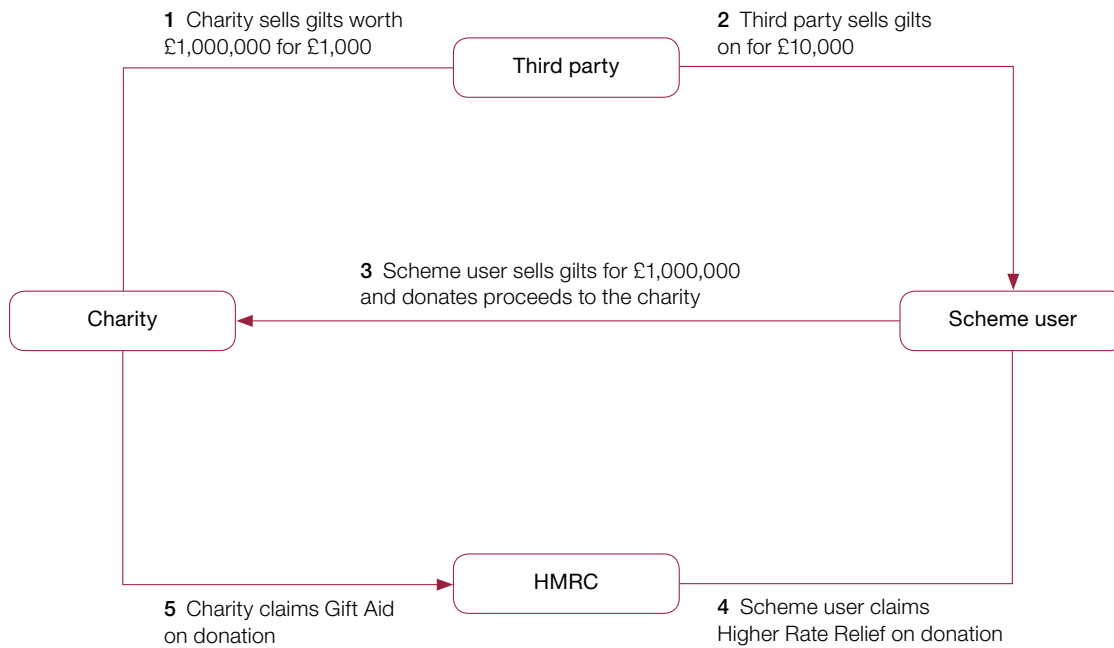 1 Charity sells gilts worth
£1,000,000 for £1,000
2 Third party sells gilts
on for £10,000
Third party
3 Scheme user sells gilts for £1,000,000
and donates proceeds to the charity
Charity
Scheme user
HMRC
5 Charity claims Gift Aid
on donation
4 Scheme user claims
Higher Rate Relief on donation